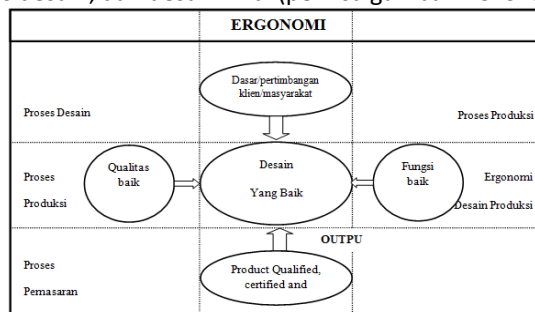 ERGONOMI
Dasar/pertimbangan
klien/masyarakat
Proses Desain
Proses Produksi
Qualitas
baik
Desain
Yang Baik
Fungsi
baik
Proses
Produksi
Ergonomi
Desain Produksi
OUTPU
Proses
Pemasaran
Product Qualified,
certified and